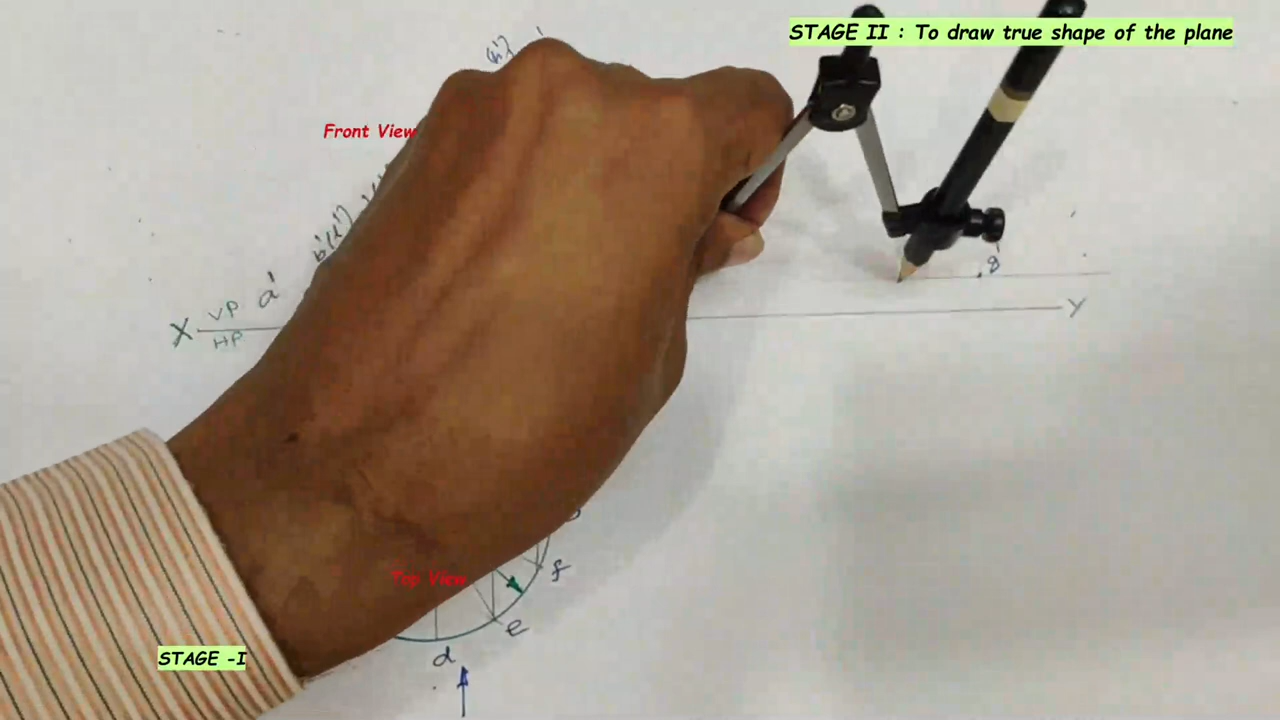 STAGE II : To draw true shape of the plane
Front View
a'
X
VP
HP
Y
Top View
f
e
d
STAGE -I